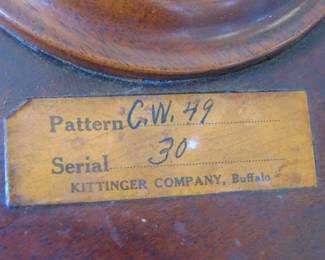 Pattern C.W. 49
Serial 30
KITTINGER COMPANY, Buffalo